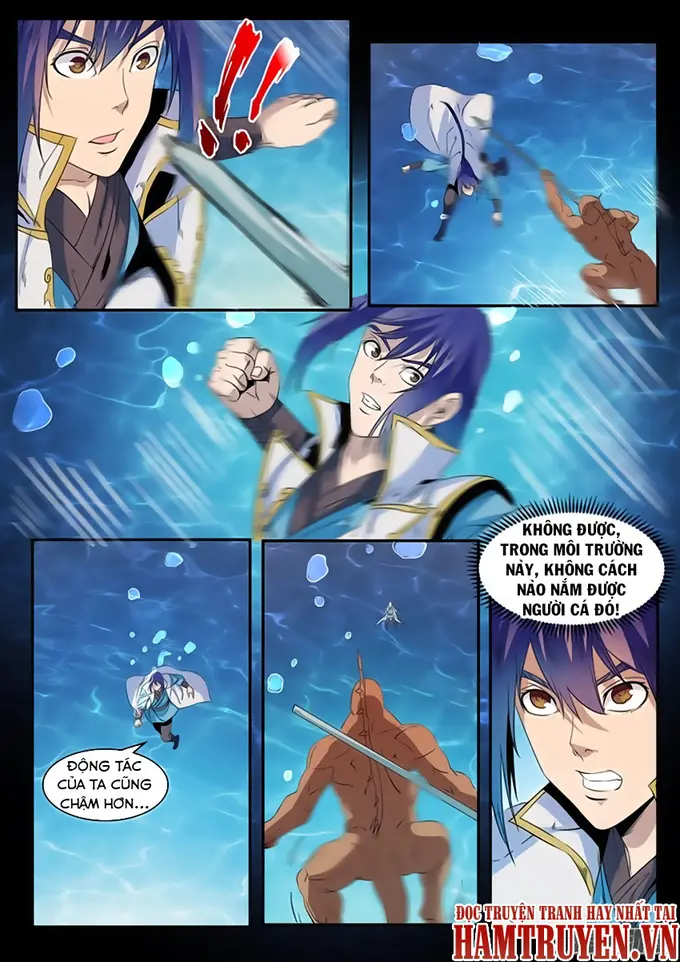 !!
KHÔNG ĐƯỢC,
TRONG MÔI TRƯỜNG
NÀY, KHÔNG CÁCH
NÀO NẮM ĐƯỢC
NGƯỜI CÁ ĐÓ!
ĐỘNG TÁC
CỦA TA CŨNG
CHẬM HƠN...
ĐỌC TRUYỆN TRANH HAY NHẤT TẠI
HAMTRUYEN.VN